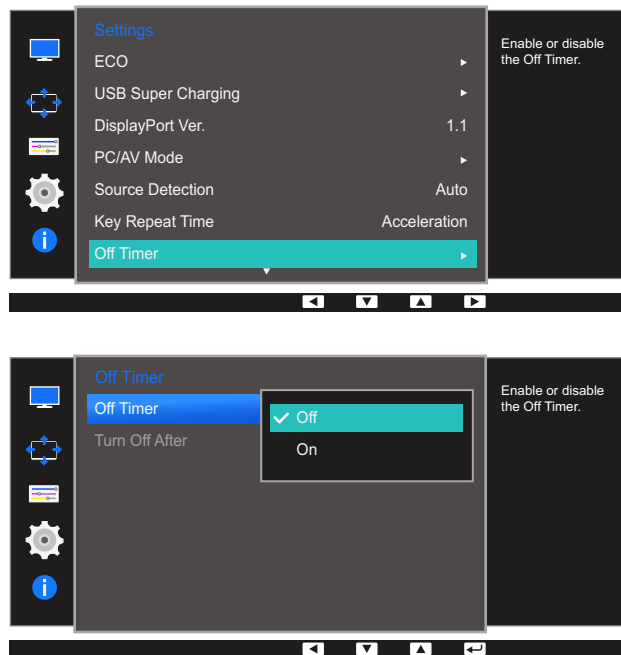 Settings
Enable or disable
the Off Timer.
ECO
USB Super Charging
DisplayPort Ver. 1.1
PC/AV Mode
Source Detection Auto
Key Repeat Time Acceleration
Off Timer
Off Timer
Enable or disable
the Off Timer.
Off Timer
Off
Turn Off After
On